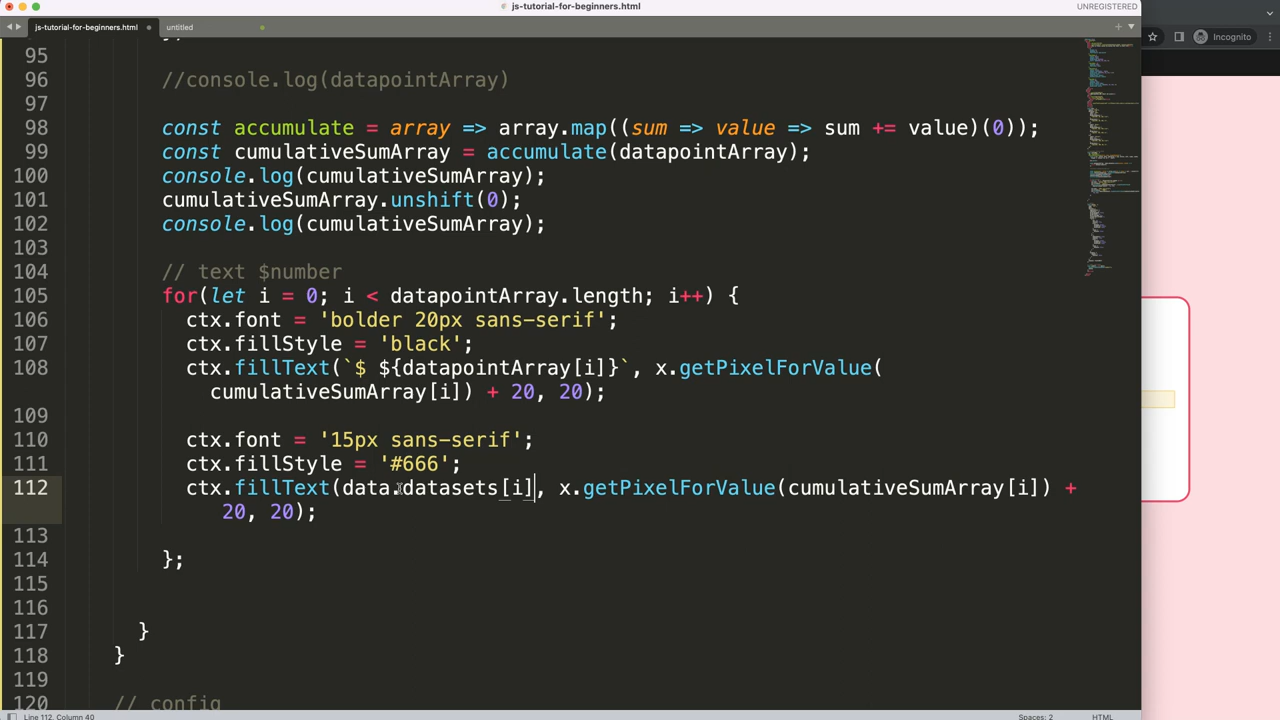 js-tutorial-for-beginners.html
UNREGISTERED
js-tutorial-for-beginners.html
untitled
Incognito
95
96 //console.log(datapointArray)
97
98 const accumulate = array => array.map((sum => value => sum += value)(0));
99 const cumulativeSumArray = accumulate(datapointArray);
100 console.log(cumulativeSumArray);
101 cumulativeSumArray.unshift(0);
102 console.log(cumulativeSumArray);
103
104 // text $number
105 for(let i = 0; i < datapointArray.length; i++) {
106 ctx.font = 'bolder 20px sans-serif';
107 ctx.fillStyle = 'black';
108 ctx.fillText(`$ ${datapointArray[i]}`, x.getPixelForValue(
cumulativeSumArray[i]) + 20, 20);
109
110 ctx.font = '15px sans-serif';
111 ctx.fillStyle = '#666';
112 ctx.fillText(data.datasets[i], x.getPixelForValue(cumulativeSumArray[i]) +
20, 20);
113
114 };
115
116
117 }
118 }
119
120 // config
Line 112, Column 40
Spaces: 2
HTML